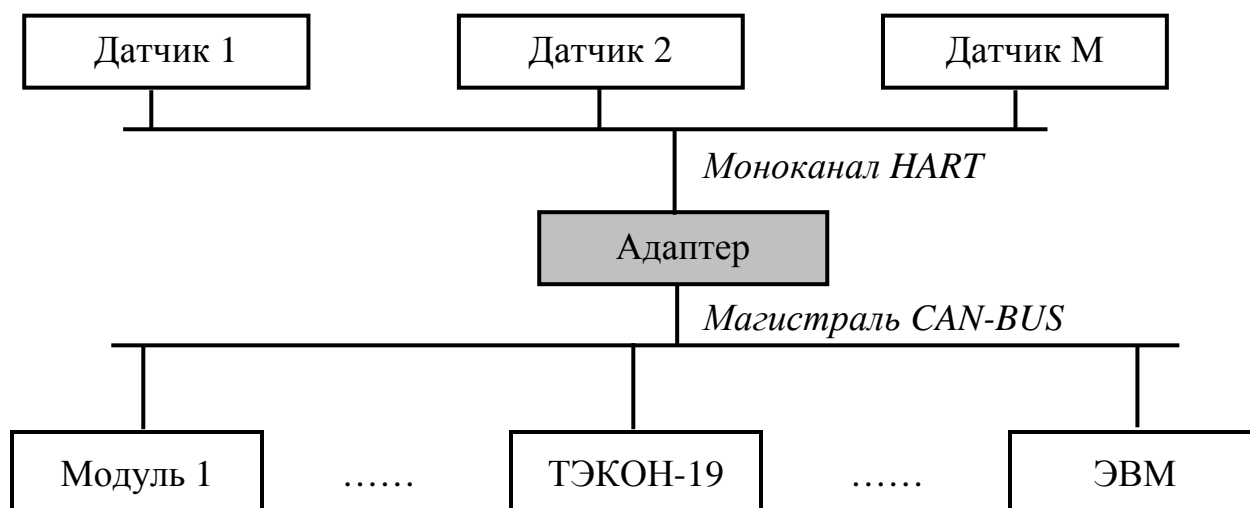 Датчик 1 Датчик 2 Датчик М
Моноканал HART
Адаптер
Магистраль CAN-BUS
Модуль 1 …… ТЭКОН-19 …… ЭВМ